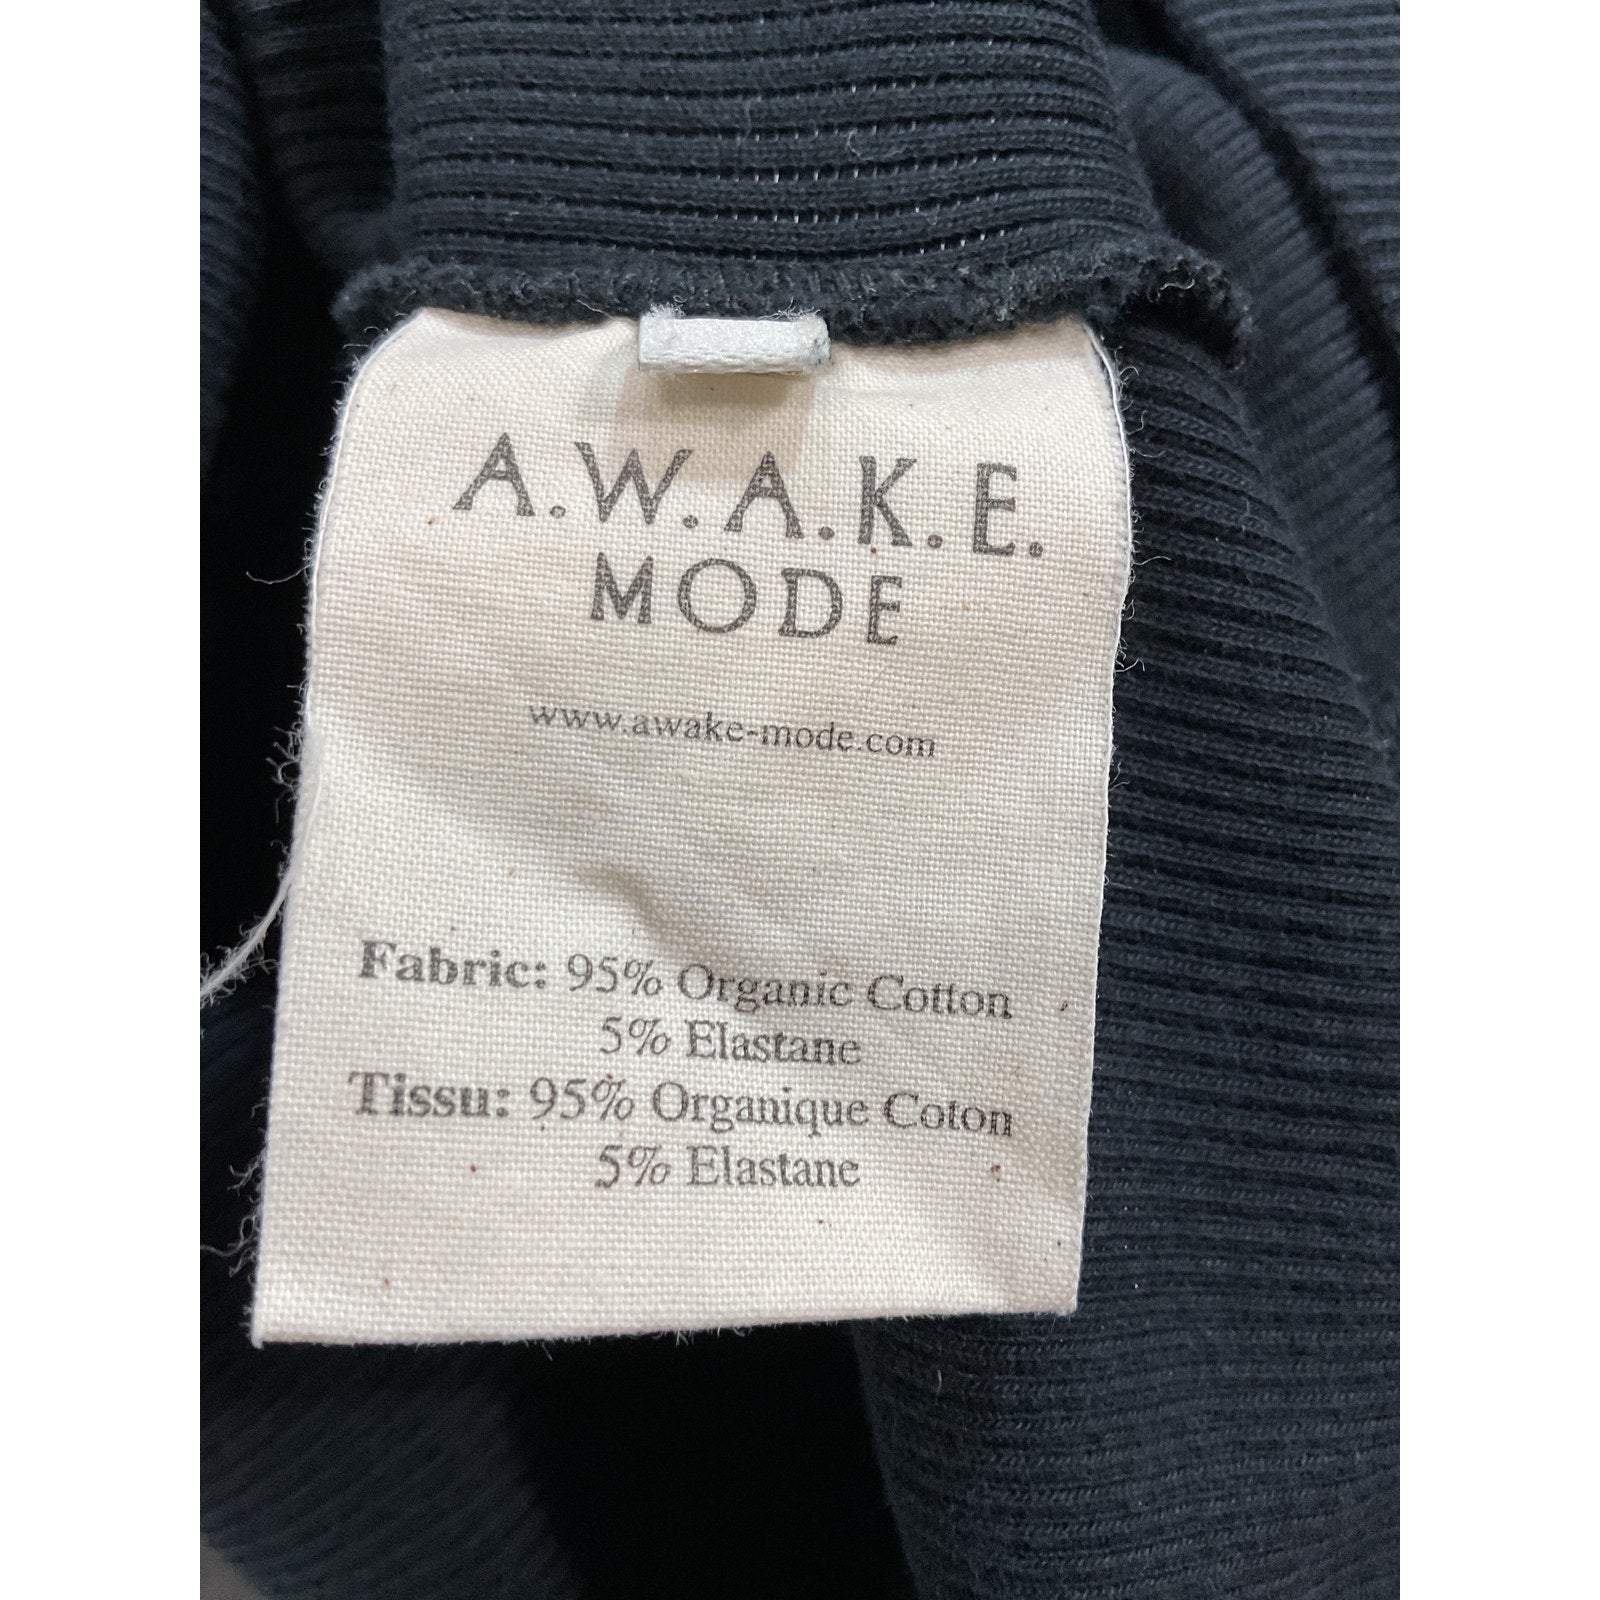 A.W.A.K.E.
MODE
www.awake-mode.com
Fabric: 95% Organic Cotton
5% Elastane
Tissu: 95% Organique Coton
5% Elastane